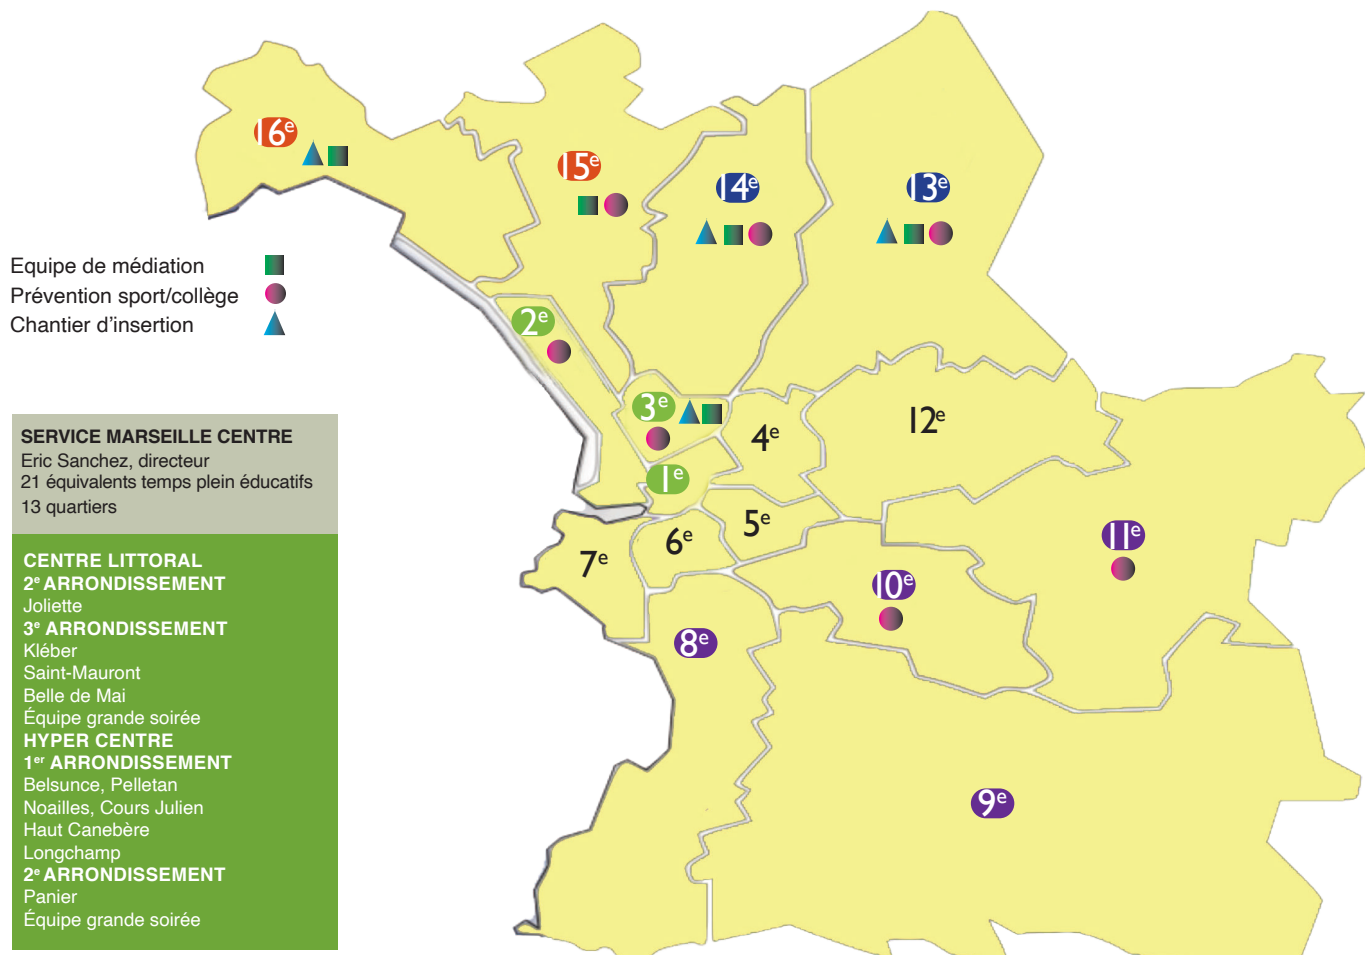 16e
15e
14e
13e
Equipe de médiation
Prévention sport/collège
Chantier d'insertion
2e
3e
4e
12e
1e
5e
6e
7e
11e
10e
8e
9e
SERVICE MARSEILLE CENTRE
Eric Sanchez, directeur
21 équivalents temps plein éducatifs
13 quartiers
CENTRE LITTORAL
2e ARRONDISSEMENT
Joliette
3e ARRONDISSEMENT
Kléber
Saint-Mauront
Belle de Mai
Équipe grande soirée
HYPER CENTRE
1er ARRONDISSEMENT
Belsunce, Pelletan
Noailles, Cours Julien
Haut Canebère
Longchamp
2e ARRONDISSEMENT
Panier
Équipe grande soirée